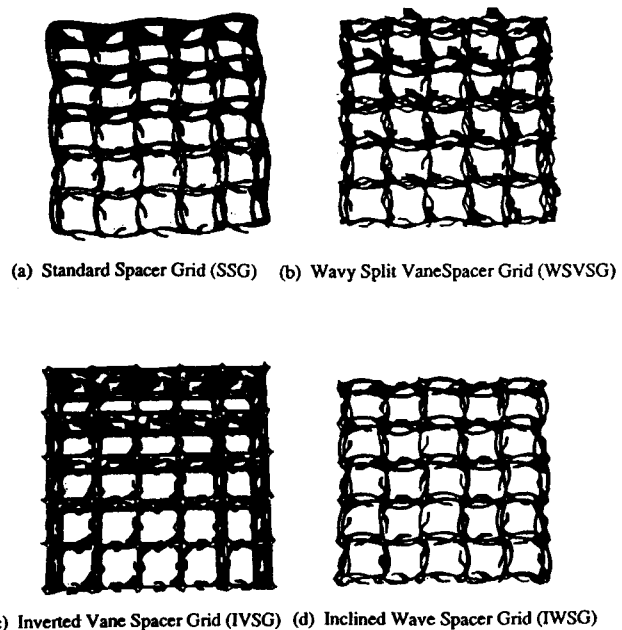 (a) Standard Spacer Grid (SSG) (b) Wavy Split VaneSpacer Grid (WSVSG)
) Inverted Vane Spacer Grid (IVSG) (d) Inclined Wave Spacer Grid (IWSG)